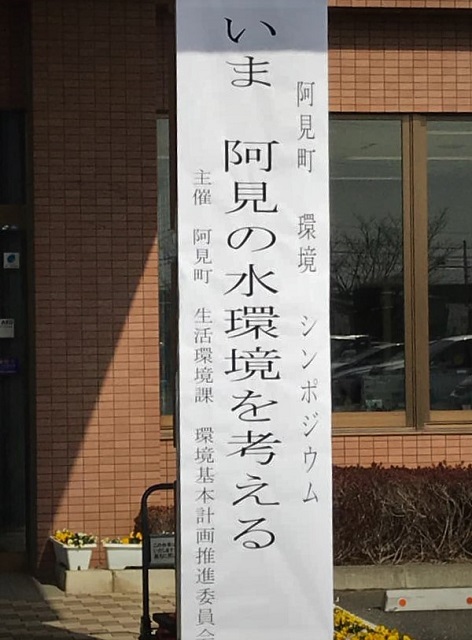 阿見町 環境 シンポジウム
いま 阿見の水環境を考える
主催 阿見町 生活環境課 環境基本計画推進委員会